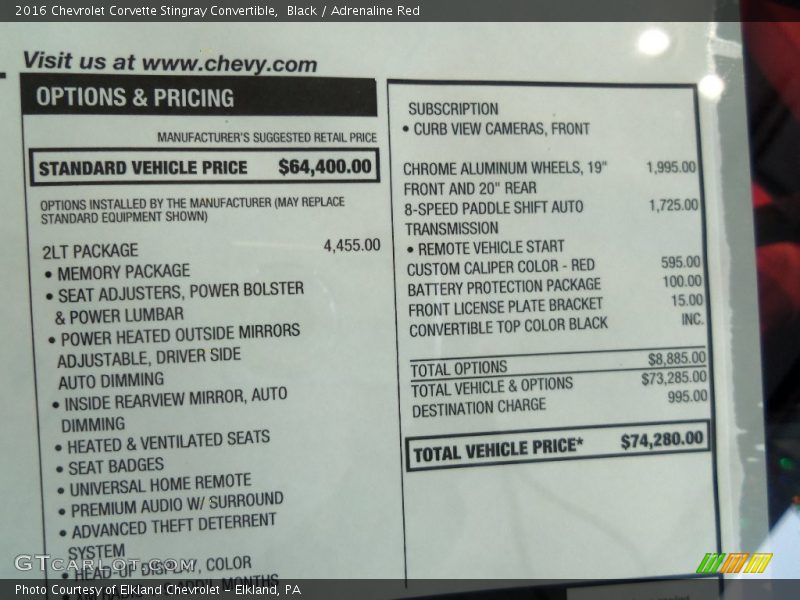 2016 Chevrolet Corvette Stingray Convertible, Black / Adrenaline Red
Visit us at www.chevy.com
OPTIONS & PRICING
MANUFACTURER'S SUGGESTED RETAIL PRICE
STANDARD VEHICLE PRICE $64,400.00
OPTIONS INSTALLED BY THE MANUFACTURER (MAY REPLACE
STANDARD EQUIPMENT SHOWN)
2LT PACKAGE 4,455.00
• MEMORY PACKAGE
• SEAT ADJUSTERS, POWER BOLSTER
& POWER LUMBAR
• POWER HEATED OUTSIDE MIRRORS
ADJUSTABLE, DRIVER SIDE
AUTO DIMMING
• INSIDE REARVIEW MIRROR, AUTO
DIMMING
• HEATED & VENTILATED SEATS
• SEAT BADGES
• UNIVERSAL HOME REMOTE
• PREMIUM AUDIO W/ SURROUND
• ADVANCED THEFT DETERRENT
SYSTEM
• HEAD-UP DISPLAY, COLOR
MONTHS
SUBSCRIPTION
• CURB VIEW CAMERAS, FRONT
CHROME ALUMINUM WHEELS, 19" 1,995.00
FRONT AND 20" REAR
8-SPEED PADDLE SHIFT AUTO 1,725.00
TRANSMISSION
• REMOTE VEHICLE START
CUSTOM CALIPER COLOR - RED 595.00
BATTERY PROTECTION PACKAGE 100.00
FRONT LICENSE PLATE BRACKET 15.00
CONVERTIBLE TOP COLOR BLACK INC.
TOTAL OPTIONS $8,885.00
TOTAL VEHICLE & OPTIONS $73,285.00
DESTINATION CHARGE 995.00
TOTAL VEHICLE PRICE* $74,280.00
GTCARLOT.COM
Photo Courtesy of Elkland Chevrolet – Elkland, PA